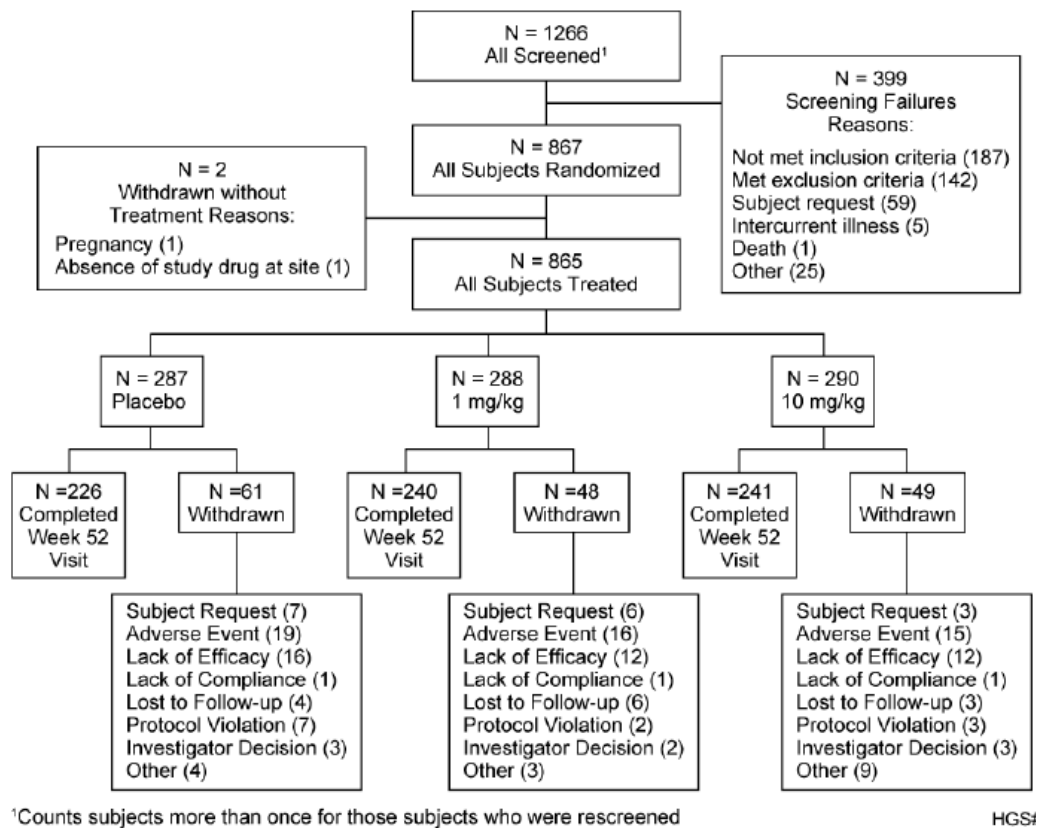 N = 1266
All Screened¹
N = 399
Screening Failures
Reasons:
Not met inclusion criteria (187)
Met exclusion criteria (142)
Subject request (59)
Intercurrent illness (5)
Death (1)
Other (25)
N = 867
All Subjects Randomized
N = 2
Withdrawn without
Treatment Reasons:
Pregnancy (1)
Absence of study drug at site (1)
N = 865
All Subjects Treated
N = 287
Placebo
N = 288
1 mg/kg
N = 290
10 mg/kg
N =226
Completed
Week 52
Visit
N =61
Withdrawn
N =240
Completed
Week 52
Visit
N =48
Withdrawn
N =241
Completed
Week 52
Visit
N =49
Withdrawn
Subject Request (7)
Adverse Event (19)
Lack of Efficacy (16)
Lack of Compliance (1)
Lost to Follow-up (4)
Protocol Violation (7)
Investigator Decision (3)
Other (4)
Subject Request (6)
Adverse Event (16)
Lack of Efficacy (12)
Lack of Compliance (1)
Lost to Follow-up (6)
Protocol Violation (2)
Investigator Decision (2)
Other (3)
Subject Request (3)
Adverse Event (15)
Lack of Efficacy (12)
Lack of Compliance (1)
Lost to Follow-up (3)
Protocol Violation (3)
Investigator Decision (3)
Other (9)
¹Counts subjects more than once for those subjects who were rescreened
HGS